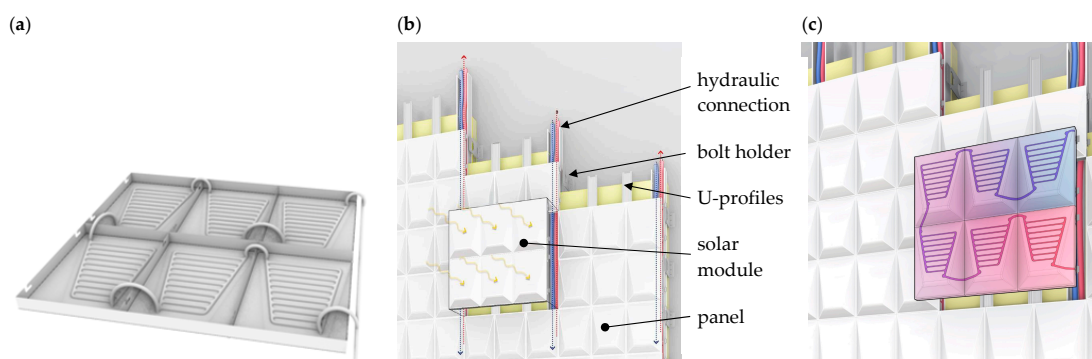 (a)
(b)
(c)
hydraulic
connection
bolt holder
U-profiles
solar
module
panel